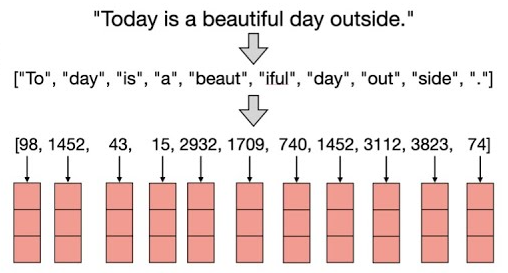 "Today is a beautiful day outside."
["To", "day", "is", "a", "beaut", "iful", "day", "out", "side", "."]
[98, 1452, 43, 15, 2932, 1709, 740, 1452, 3112, 3823, 74]